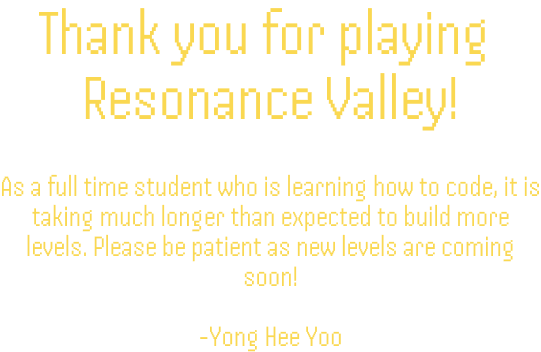 Thank you for playing
Resonance Valley!
As a full time student who is learning how to code, it is
taking much longer than expected to build more
levels. Please be patient as new levels are coming
soon!
-Yong Hee Yoo